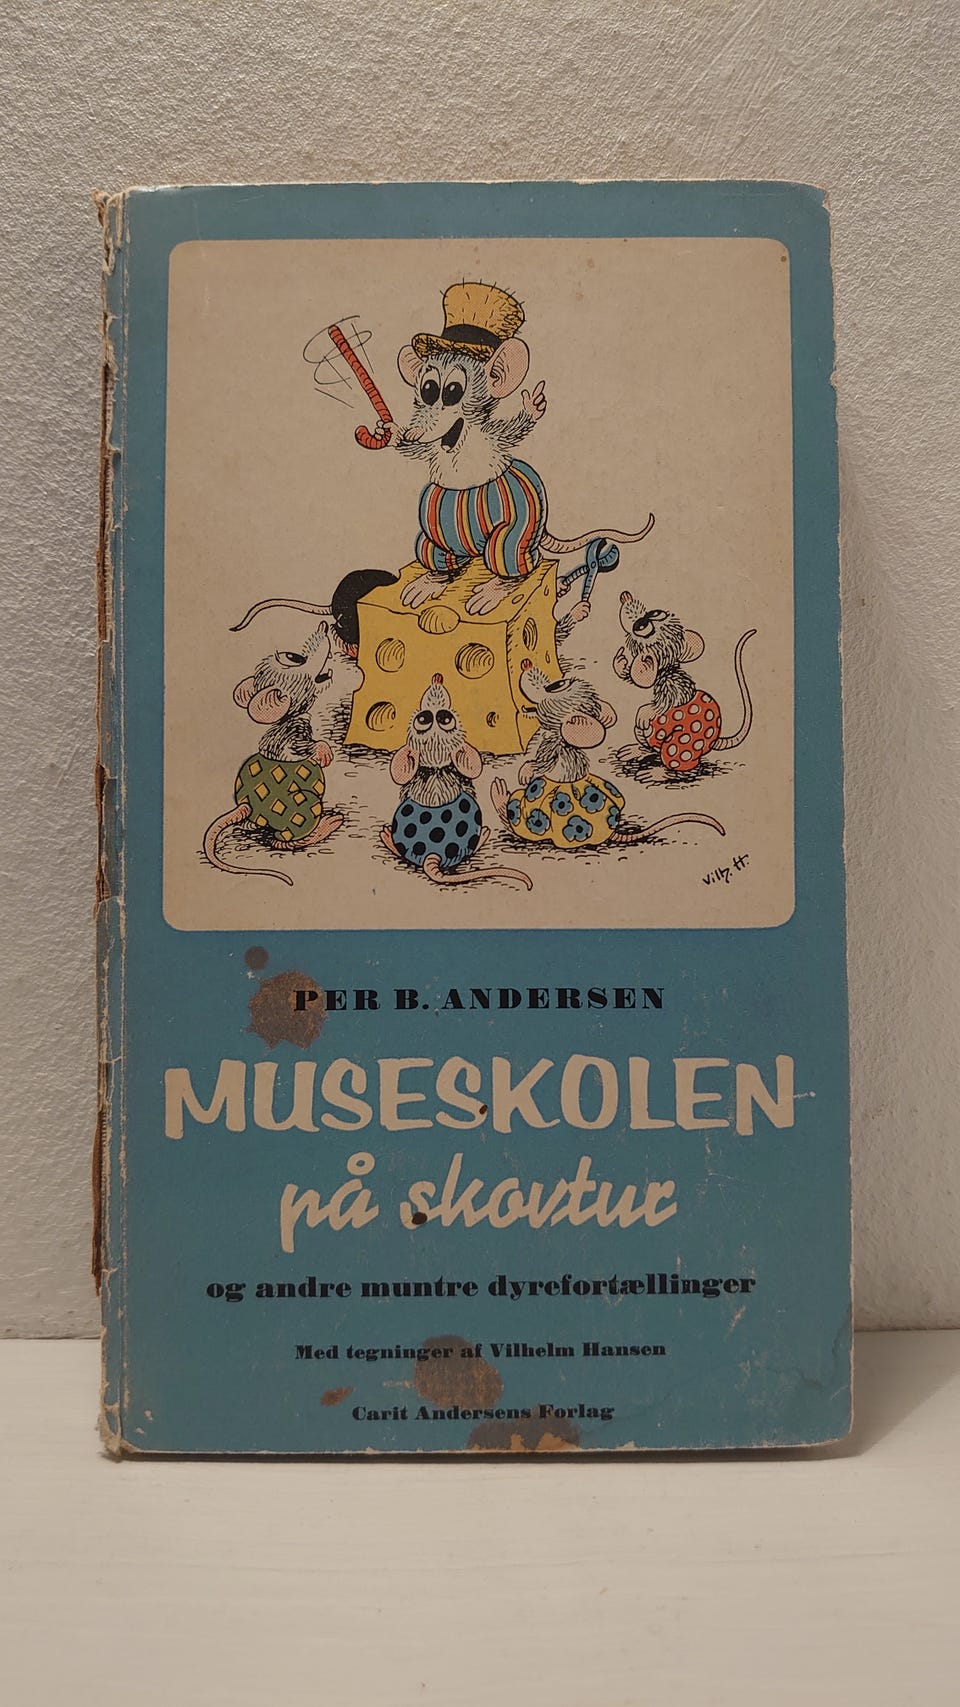 Vilh. H.
PER B. ANDERSEN
MUSESKOLEN
på skovtur
og andre muntre dyrefortællinger
Med tegninger af Vilhelm Hansen
Carit Andersens Forlag